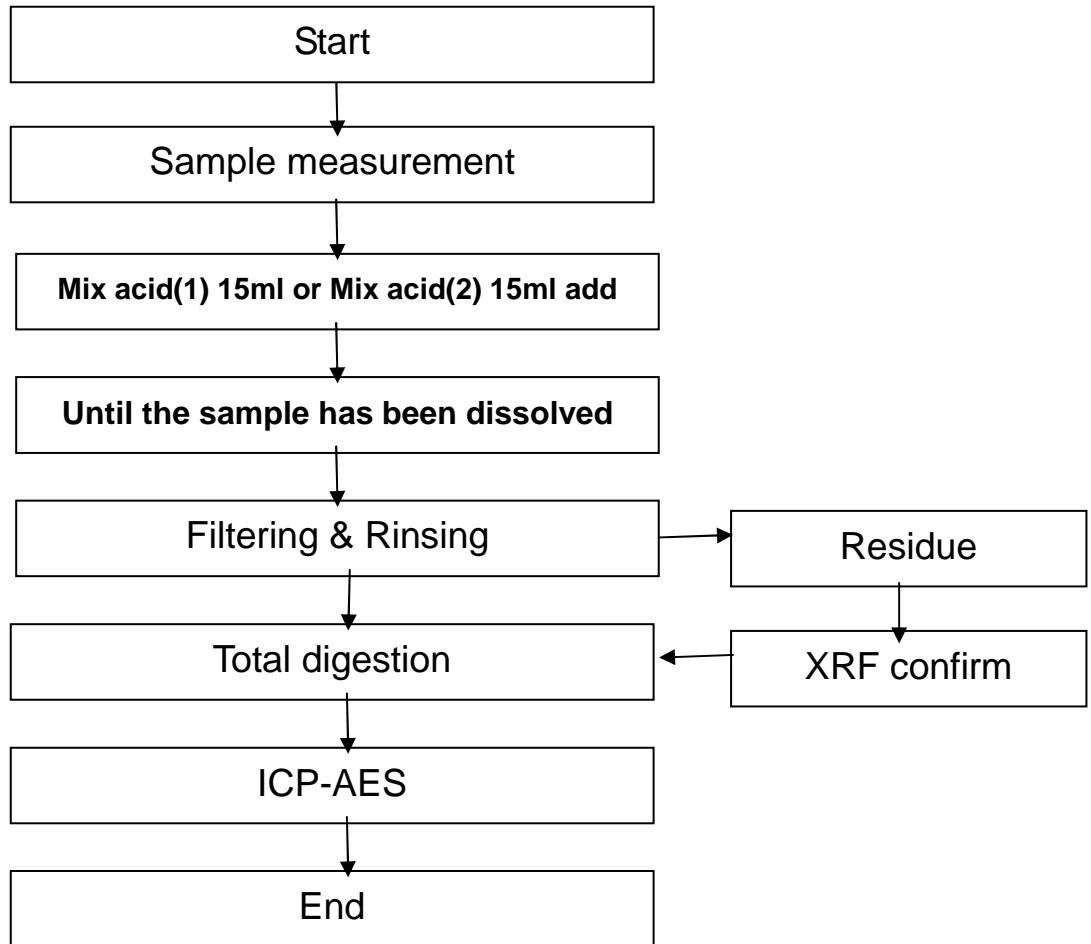 Start
Sample measurement
Mix acid(1) 15ml or Mix acid(2) 15ml add
Until the sample has been dissolved
Filtering & Rinsing
Residue
Total digestion
XRF confirm
ICP-AES
End